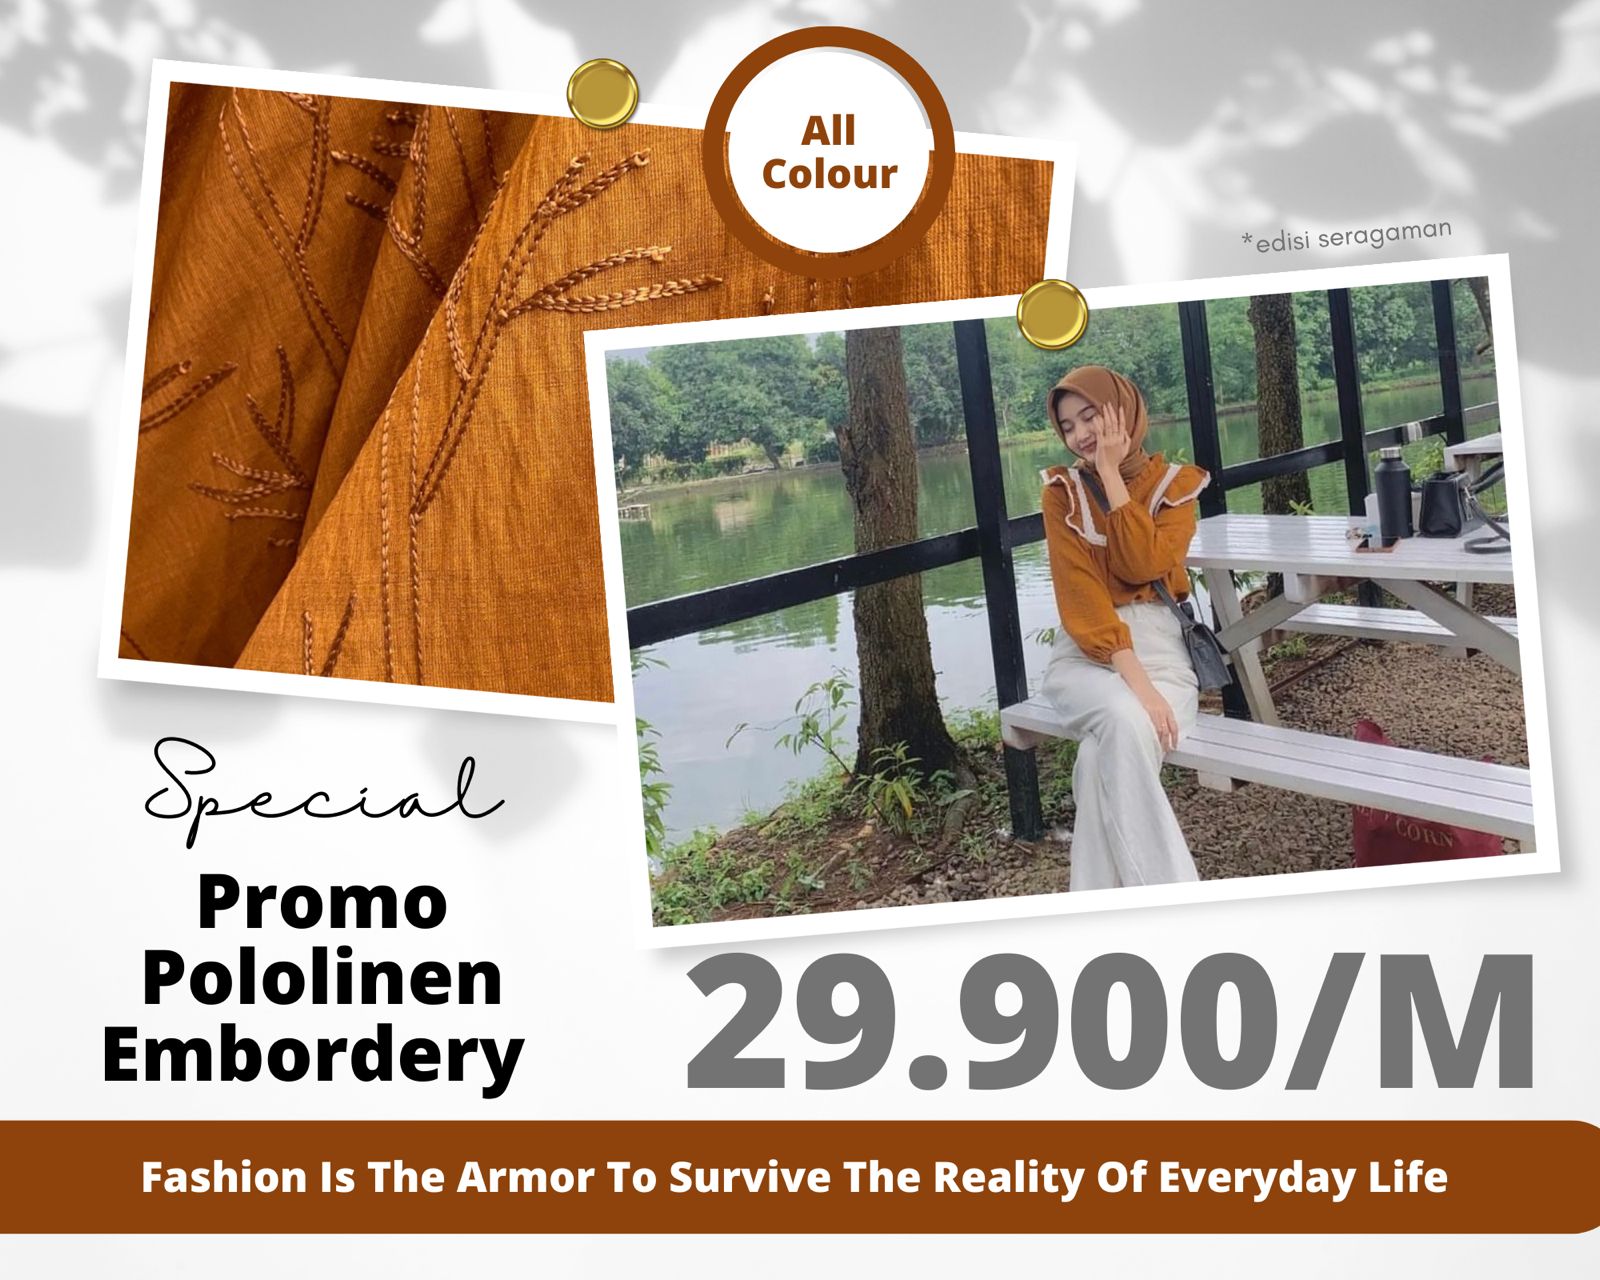 All
Colour
*edisi seragaman
CORN
Special
Promo
Pololinen
Embordery
29.900/M
Fashion Is The Armor To Survive The Reality Of Everyday Life